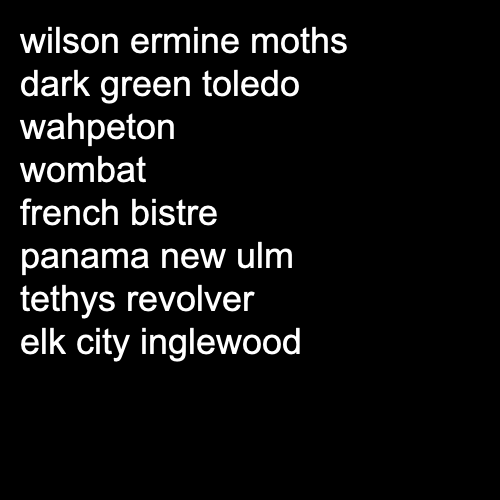 wilson ermine moths
dark green toledo
wahpeton
wombat
french bistre
panama new ulm
tethys revolver
elk city inglewood